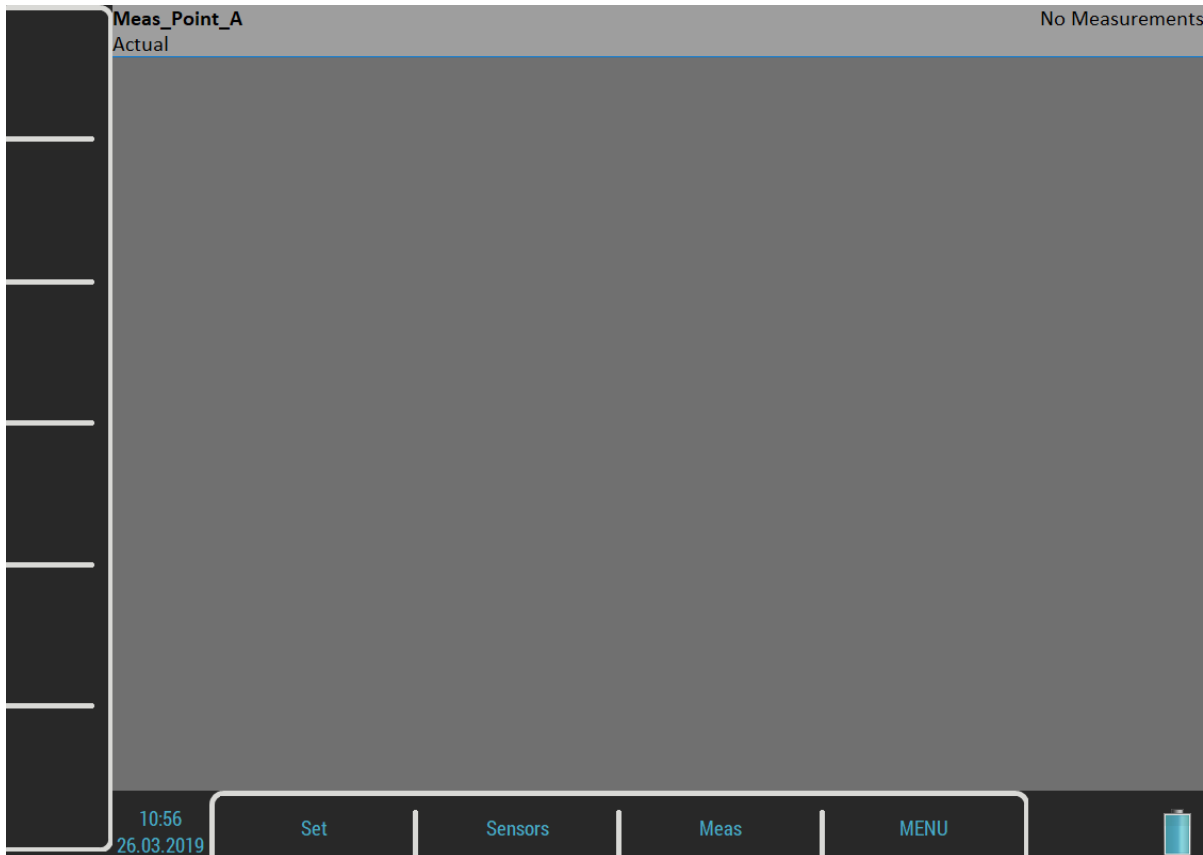 Meas_Point_A
No Measurements
Actual
10:56
26.03.2019
Set
Sensors
Meas
MENU